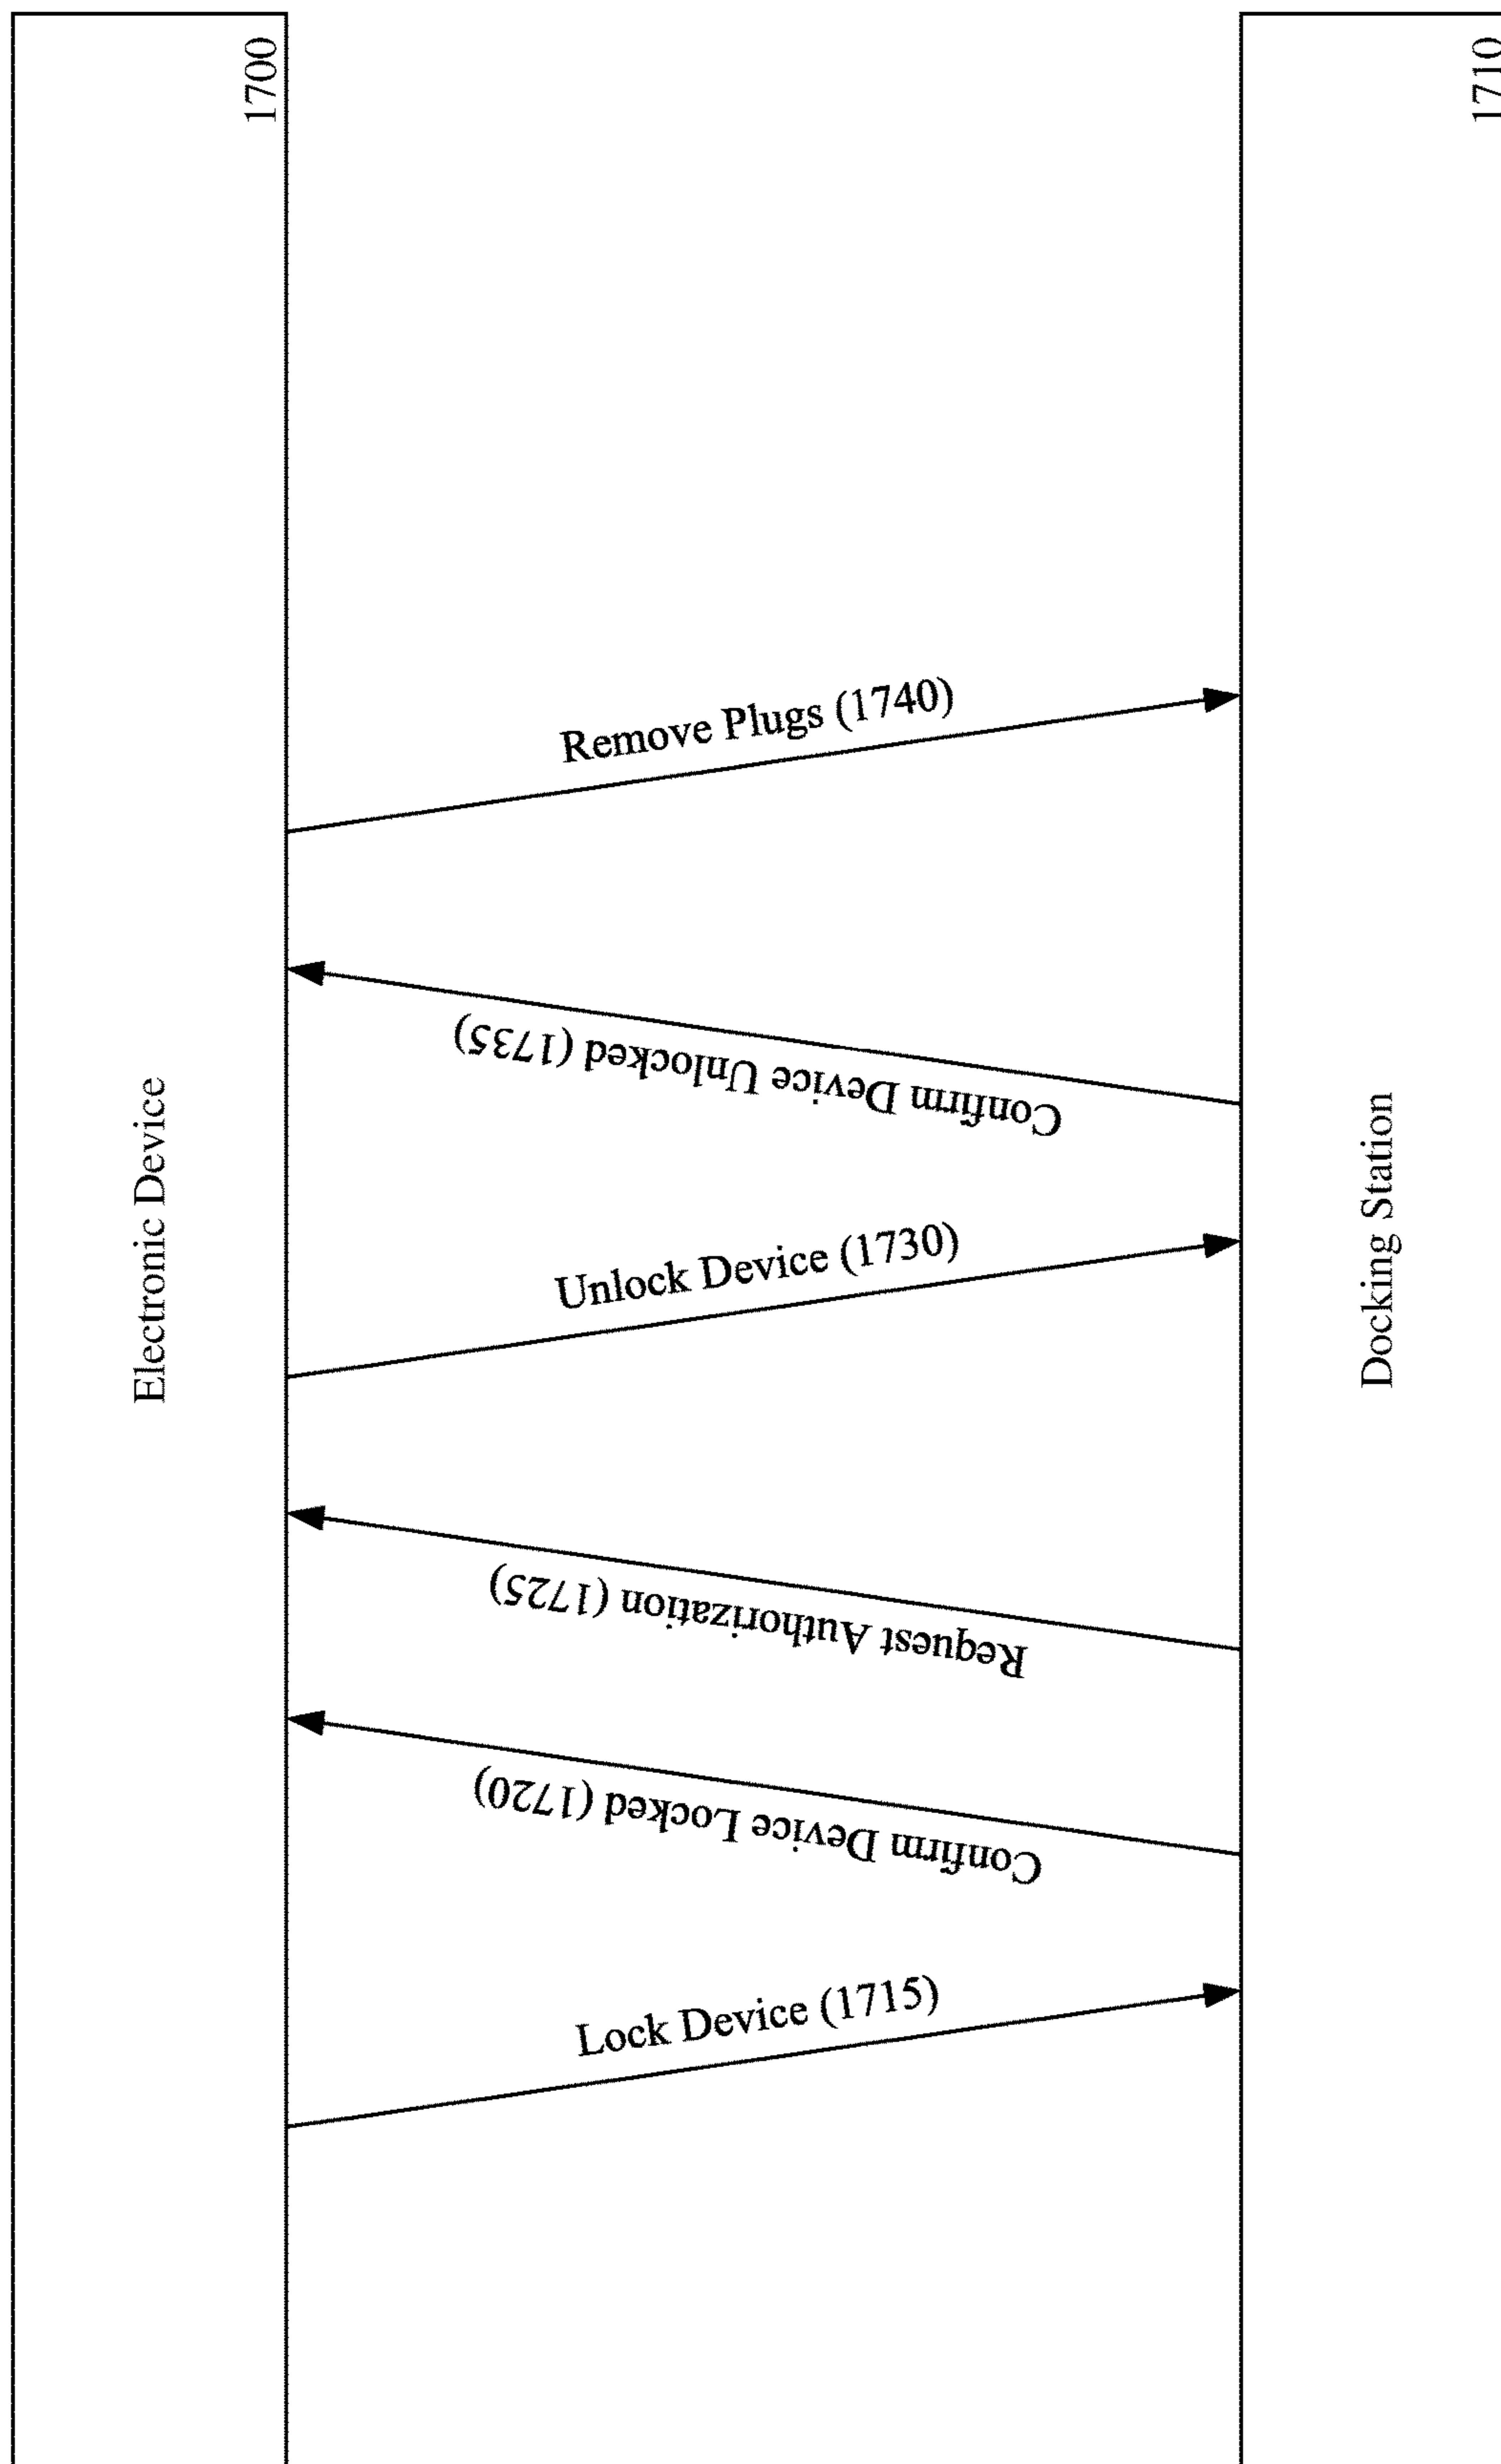 1700
Electronic Device
1710
Docking Station
Remove Plugs (1740)
Confirm Device Unlocked (1735)
Unlock Device (1730)
Request Authorization (1725)
Confirm Device Locked (1720)
Lock Device (1715)